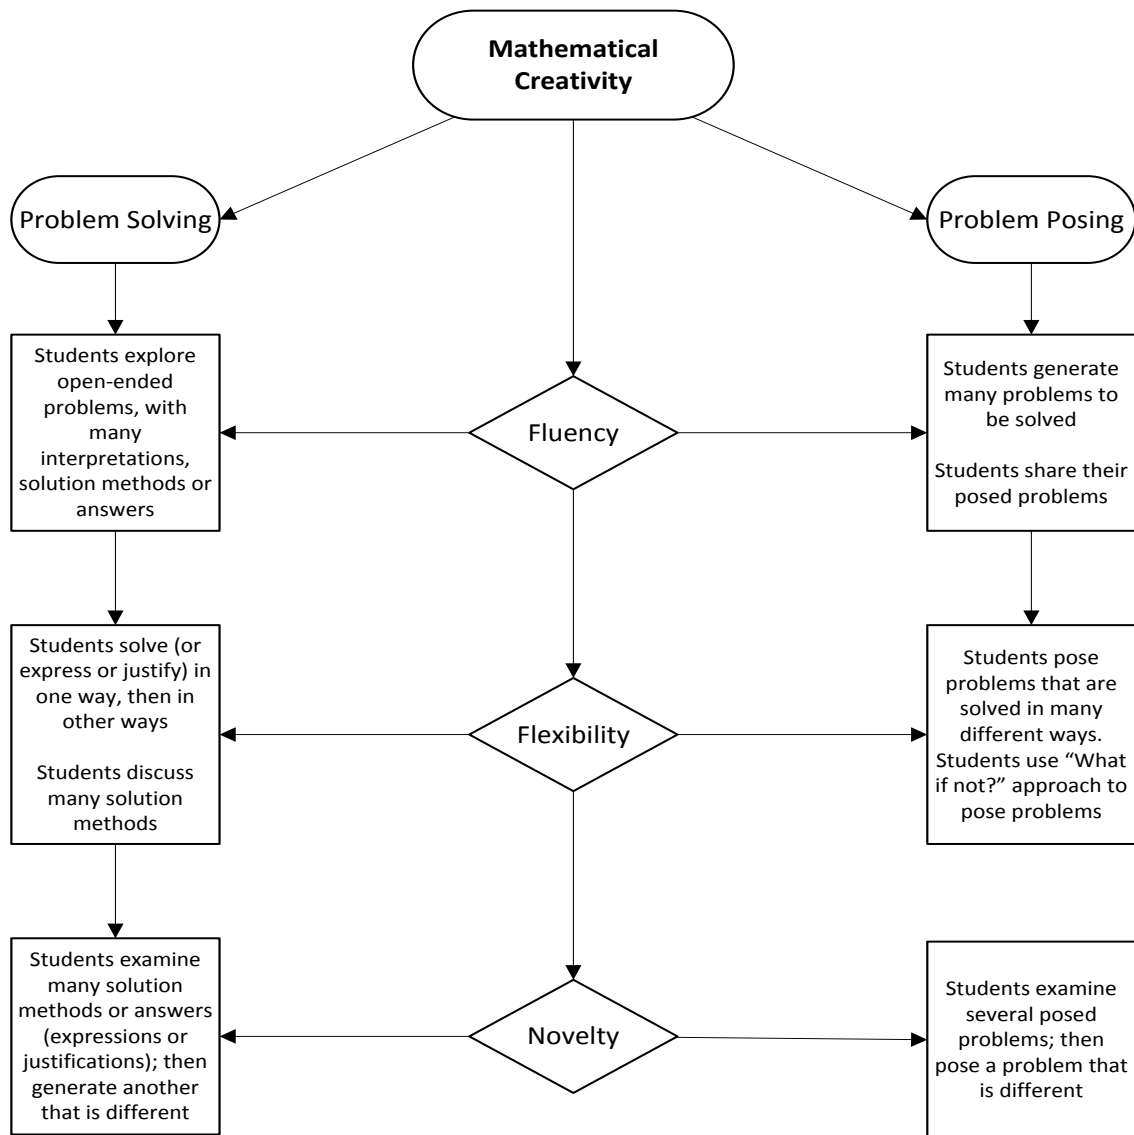 Mathematical
Creativity
Problem Solving
Problem Posing
Students explore
open-ended
problems, with
many
interpretations,
solution methods or
answers
Fluency
Students generate
many problems to
be solved
Students share their
posed problems
Students solve (or
express or justify) in
one way, then in
other ways
Students discuss
many solution
methods
Flexibility
Students pose
problems that are
solved in many
different ways.
Students use “What
if not?” approach to
pose problems
Students examine
many solution
methods or answers
(expressions or
justifications); then
generate another
that is different
Novelty
Students examine
several posed
problems; then
pose a problem that
is different